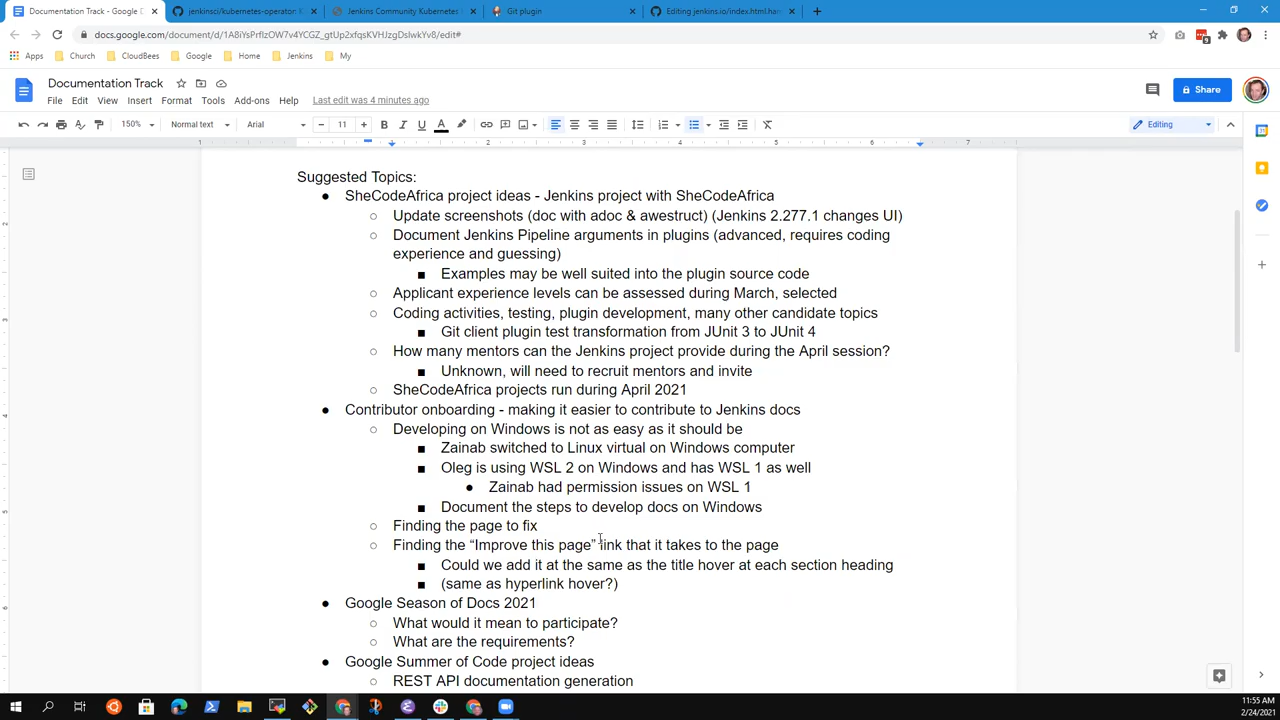 Documentation Track - Google D
jenkinsci/kubernetes-operator: K
Jenkins Community Kubernetes
Git plugin
Editing jenkins.io/index.html.ha
docs.google.com/document/d/1A8iYsPrflzOW7v4YCGZ_gtUp2xfqsKVHJzgDslwkYv8/edit#
Apps
Church
CloudBees
Google
Home
Jenkins
My
Documentation Track
File Edit View Insert Format Tools Add-ons Help Last edit was 4 minutes ago
Share
150% Normal text Arial 11 Editing
1 1 2 3 4 5 6 7
Suggested Topics:
● SheCodeAfrica project ideas - Jenkins project with SheCodeAfrica
○ Update screenshots (doc with adoc & awestruct) (Jenkins 2.277.1 changes UI)
○ Document Jenkins Pipeline arguments in plugins (advanced, requires coding
experience and guessing)
■ Examples may be well suited into the plugin source code
○ Applicant experience levels can be assessed during March, selected
○ Coding activities, testing, plugin development, many other candidate topics
■ Git client plugin test transformation from JUnit 3 to JUnit 4
○ How many mentors can the Jenkins project provide during the April session?
■ Unknown, will need to recruit mentors and invite
○ SheCodeAfrica projects run during April 2021
● Contributor onboarding - making it easier to contribute to Jenkins docs
○ Developing on Windows is not as easy as it should be
■ Zainab switched to Linux virtual on Windows computer
■ Oleg is using WSL 2 on Windows and has WSL 1 as well
● Zainab had permission issues on WSL 1
■ Document the steps to develop docs on Windows
○ Finding the page to fix
○ Finding the “Improve this page” link that it takes to the page
■ Could we add it at the same as the title hover at each section heading
■ (same as hyperlink hover?)
● Google Season of Docs 2021
○ What would it mean to participate?
○ What are the requirements?
● Google Summer of Code project ideas
○ REST API documentation generation
11:55 AM
2/24/2021